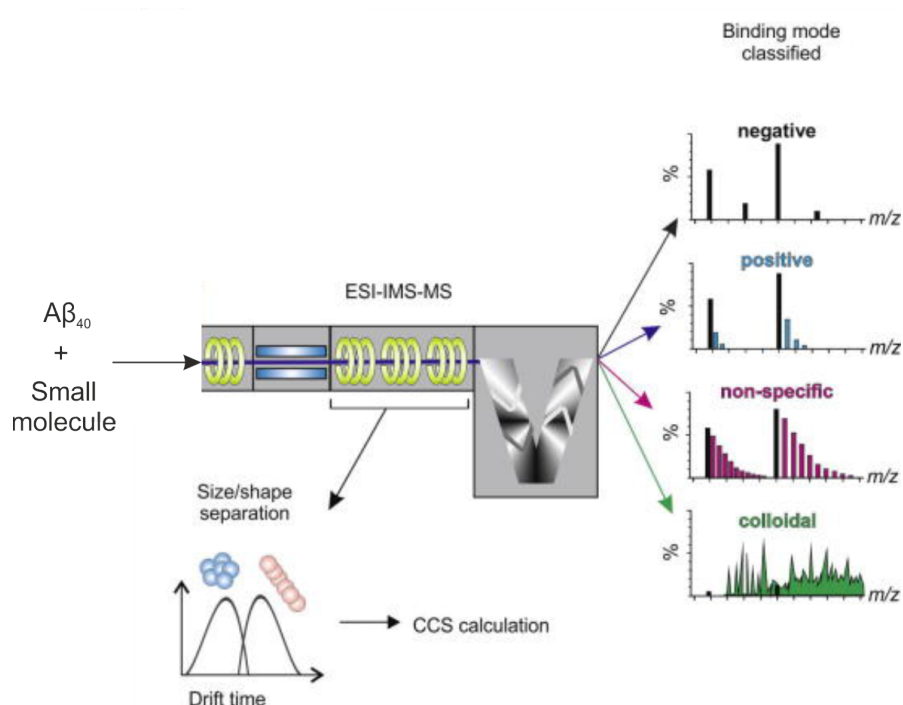 Binding mode
classified
negative
%
m/z
positive
%
m/z
ESI-IMS-MS
Aβ₄₀
+
Small
molecule
non-specific
%
m/z
Size/shape
separation
colloidal
%
m/z
CCS calculation
Drift time